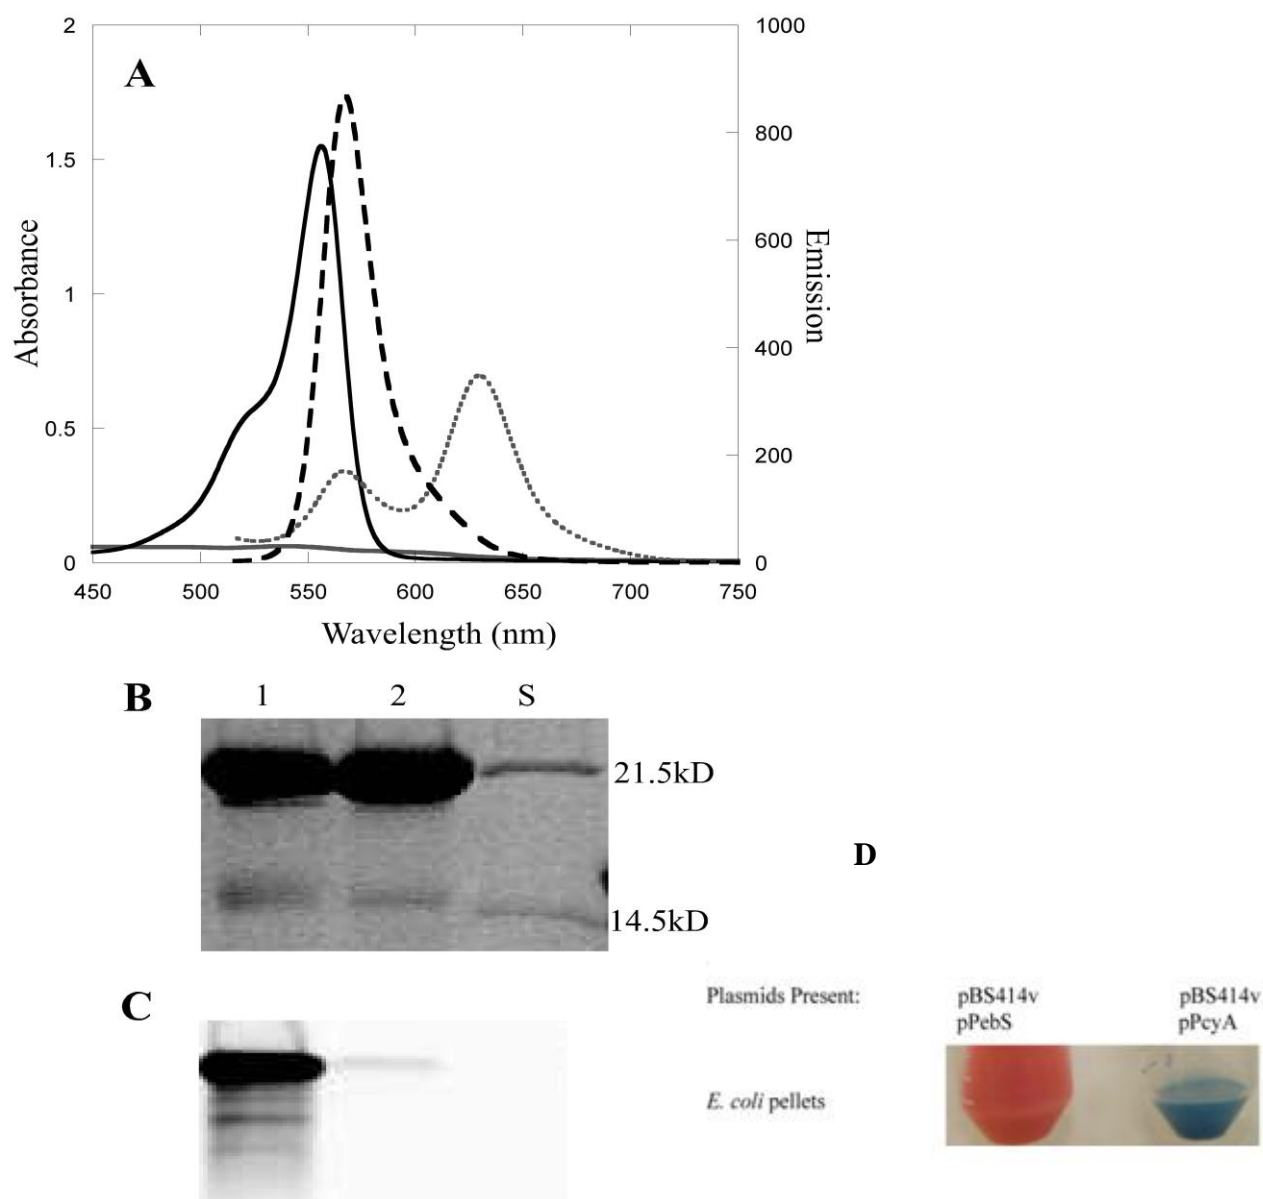 A
2
1.5
1
0.5
0
1000
800
600
400
200
0
Absorbance
Emission
450 500 550 600 650 700 750
Wavelength (nm)
B 1 2 S
21.5kD
14.5kD
C
D
Plasmids Present: pBS414v pBS414v
pPebS pPcyA
E. coli pellets